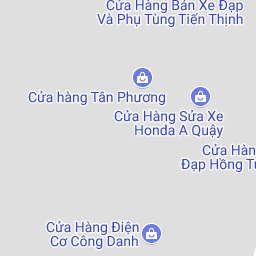 Cửa Hàng Bán Xe Đạp
Và Phụ Tùng Tiến Thịnh
Cửa hàng Tân Phương
Cửa Hàng Sửa Xe
Honda A Quậy
Cửa Hàn
Đạp Hồng
Cửa Hàng Điện
Cơ Công Danh